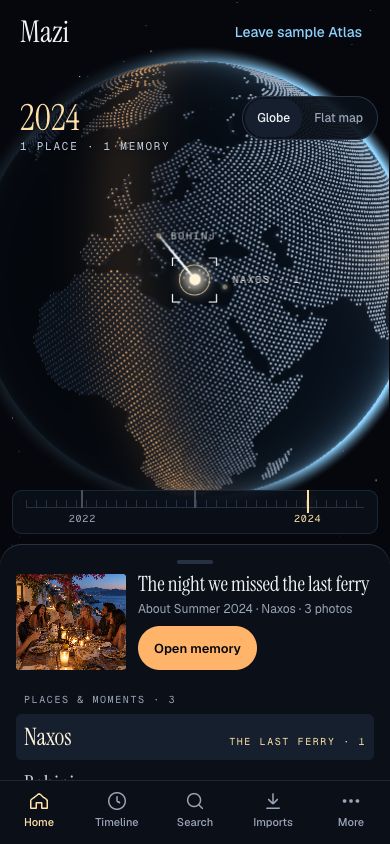 Mazi
Leave sample Atlas
2024
1 PLACE · 1 MEMORY
Globe
Flat map
BOHINJ
NAXOS
2022
2024
The night we missed the last ferry
About Summer 2024 · Naxos · 3 photos
Open memory
PLACES & MOMENTS · 3
Naxos
THE LAST FERRY · 1
Home
Timeline
Search
Imports
More